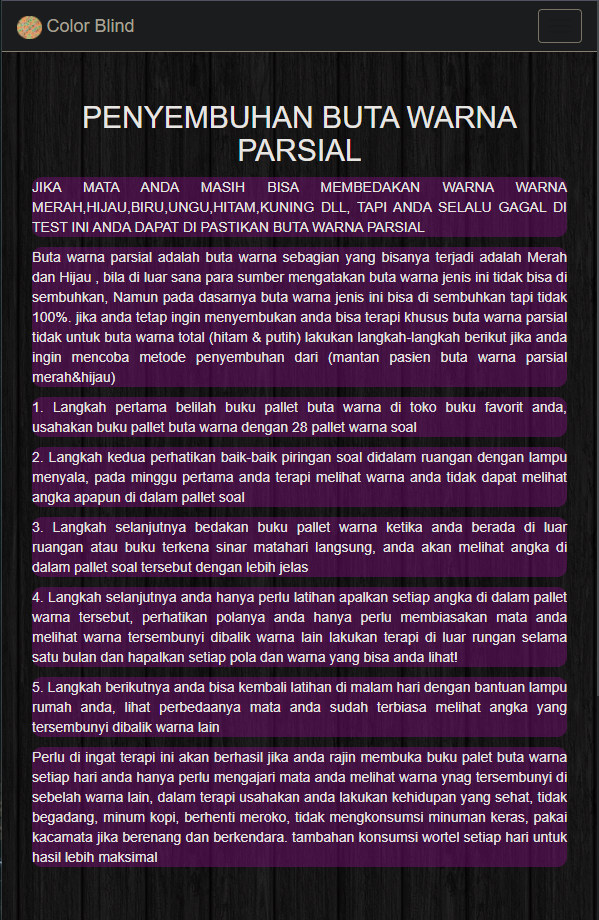 Color Blind
PENYEMBUHAN BUTA WARNA
PARSIAL
JIKA MATA ANDA MASIH BISA MEMBEDAKAN WARNA WARNA
MERAH,HIJAU,BIRU,UNGU,HITAM,KUNING DLL, TAPI ANDA SELALU GAGAL DI
TEST INI ANDA DAPAT DI PASTIKAN BUTA WARNA PARSIAL
Buta warna parsial adalah buta warna sebagian yang bisanya terjadi adalah Merah
dan Hijau , bila di luar sana para sumber mengatakan buta warna jenis ini tidak bisa di
sembuhkan, Namun pada dasarnya buta warna jenis ini bisa di sembuhkan tapi tidak
100%. jika anda tetap ingin menyembukan anda bisa terapi khusus buta warna parsial
tidak untuk buta warna total (hitam & putih) lakukan langkah-langkah berikut jika anda
ingin mencoba metode penyembuhan dari (mantan pasien buta warna parsial
merah&hijau)
1. Langkah pertama belilah buku pallet buta warna di toko buku favorit anda,
usahakan buku pallet buta warna dengan 28 pallet warna soal
2. Langkah kedua perhatikan baik-baik piringan soal didalam ruangan dengan lampu
menyala, pada minggu pertama anda terapi melihat warna anda tidak dapat melihat
angka apapun di dalam pallet soal
3. Langkah selanjutnya bedakan buku pallet warna ketika anda berada di luar
ruangan atau buku terkena sinar matahari langsung, anda akan melihat angka di
dalam pallet soal tersebut dengan lebih jelas
4. Langkah selanjutnya anda hanya perlu latihan apalkan setiap angka di dalam pallet
warna tersebut, perhatikan polanya anda hanya perlu membiasakan mata anda
melihat warna tersembunyi dibalik warna lain lakukan terapi di luar rungan selama
satu bulan dan hapalkan setiap pola dan warna yang bisa anda lihat!
5. Langkah berikutnya anda bisa kembali latihan di malam hari dengan bantuan lampu
rumah anda, lihat perbedaanya mata anda sudah terbiasa melihat angka yang
tersembunyi dibalik warna lain
Perlu di ingat terapi ini akan berhasil jika anda rajin membuka buku palet buta warna
setiap hari anda hanya perlu mengajari mata anda melihat warna ynag tersembunyi di
sebelah warna lain, dalam terapi usahakan anda lakukan kehidupan yang sehat, tidak
begadang, minum kopi, berhenti meroko, tidak mengkonsumsi minuman keras, pakai
kacamata jika berenang dan berkendara. tambahan konsumsi wortel setiap hari untuk
hasil lebih maksimal